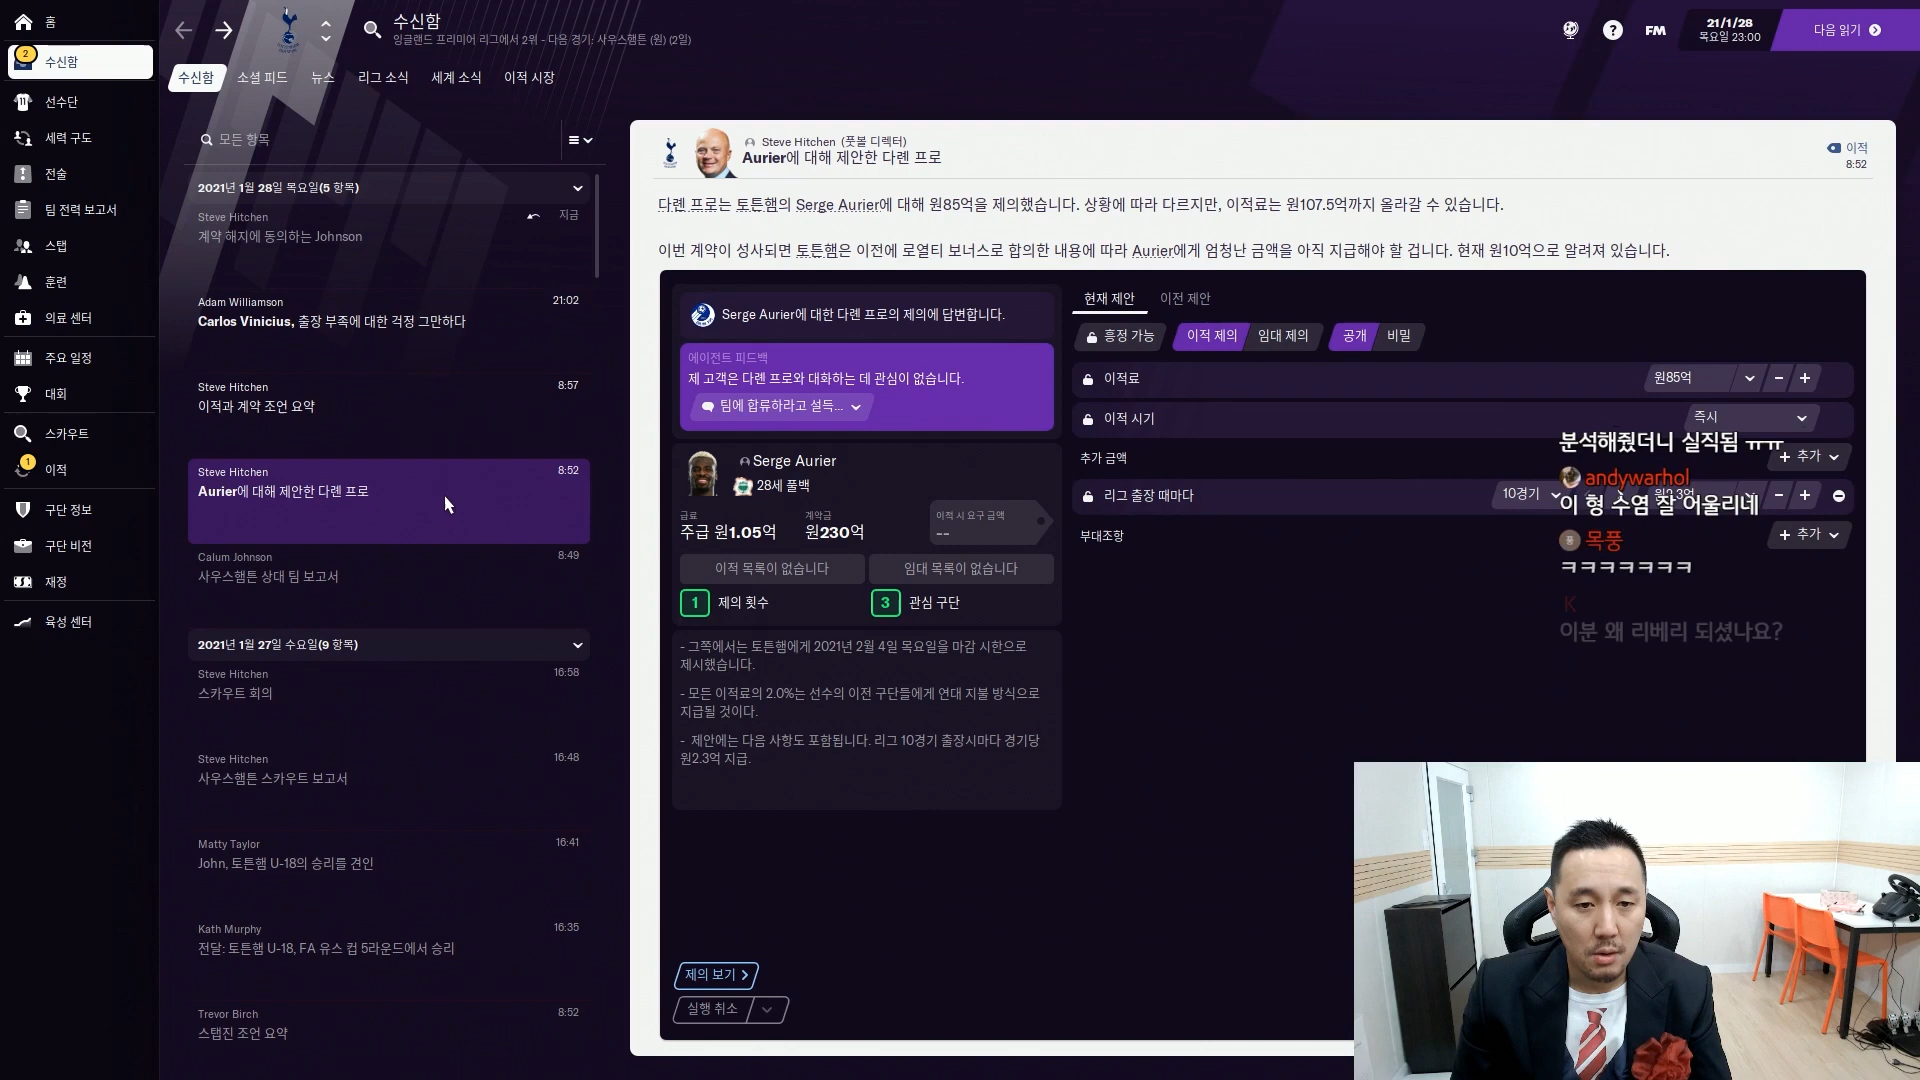 홈
2
수신함
선수단
세력 구도
전술
팀 전력 보고서
스탭
훈련
의료 센터
주요 일정
대회
스카우트
1
이적
구단 정보
구단 비전
재정
육성 센터
수신함
잉글랜드 프리미어 리그에서 2위 - 다음 경기: 사우스햄튼 (원) (2일)
FM
21/1/28
목요일 23:00
다음 읽기
수신함
소셜 피드
뉴스
리그 소식
세계 소식
이적 시장
모든 항목
2021년 1월 28일 목요일(5 항목)
Steve Hitchen
지금
계약 해지에 동의하는 Johnson
Adam Williamson
21:02
Carlos Vinicius, 출장 부족에 대한 걱정 그만하다
Steve Hitchen
8:57
이적과 계약 조언 요약
Steve Hitchen
8:52
Aurier에 대해 제안한 다롄 프로
Calum Johnson
8:49
사우스햄튼 상대 팀 보고서
2021년 1월 27일 수요일(9 항목)
Steve Hitchen
16:58
스카우트 회의
Steve Hitchen
16:48
사우스햄튼 스카우트 보고서
Matty Taylor
16:41
John, 토튼햄 U-18의 승리를 견인
Kath Murphy
16:35
전달: 토튼햄 U-18, FA 유스 컵 5라운드에서 승리
Trevor Birch
8:52
스탭진 조언 요약
Steve Hitchen (풋볼 디렉터)
Aurier에 대해 제안한 다롄 프로
이적
8:52
다롄 프로는 토튼햄의 Serge Aurier에 대해 원85억을 제의했습니다. 상황에 따라 다르지만, 이적료는 원107.5억까지 올라갈 수 있습니다.
이번 계약이 성사되면 토튼햄은 이전에 로열티 보너스로 합의한 내용에 따라 Aurier에게 엄청난 금액을 아직 지급해야 할 겁니다. 현재 원10억으로 알려져 있습니다.
Serge Aurier에 대한 다롄 프로의 제의에 답변합니다.
에이전트 피드백
제 고객은 다롄 프로와 대화하는 데 관심이 없습니다.
팀에 합류하라고 설득...
Serge Aurier
28세 풀백
급료
주급 원1.05억
계약금
원230억
이적 시 요구 금액
--
이적 목록이 없습니다
임대 목록이 없습니다
1
제의 횟수
3
관심 구단
- 그쪽에서는 토튼햄에게 2021년 2월 4일 목요일을 마감 시한으로
제시했습니다.
- 모든 이적료의 2.0%는 선수의 이전 구단들에게 연대 지불 방식으로
지급될 것이다.
- 제안에는 다음 사항도 포함됩니다. 리그 10경기 출장시마다 경기당
원2.3억 지급.
제의 보기
실행 취소
현재 제안
이전 제안
흥정 가능
이적 제의
임대 제의
공개
비밀
이적료
원85억
이적 시기
즉시
추가 금액
추가
리그 출장 때마다
10경기
원2.3억
부대조항
추가
분석해줬더니 실직됨 ㅠㅠ
andywarhol
이 형 수염 잘 어울리네
목풍
ㅋㅋㅋㅋㅋㅋㅋ
K
이분 왜 리베리 되셨나요?